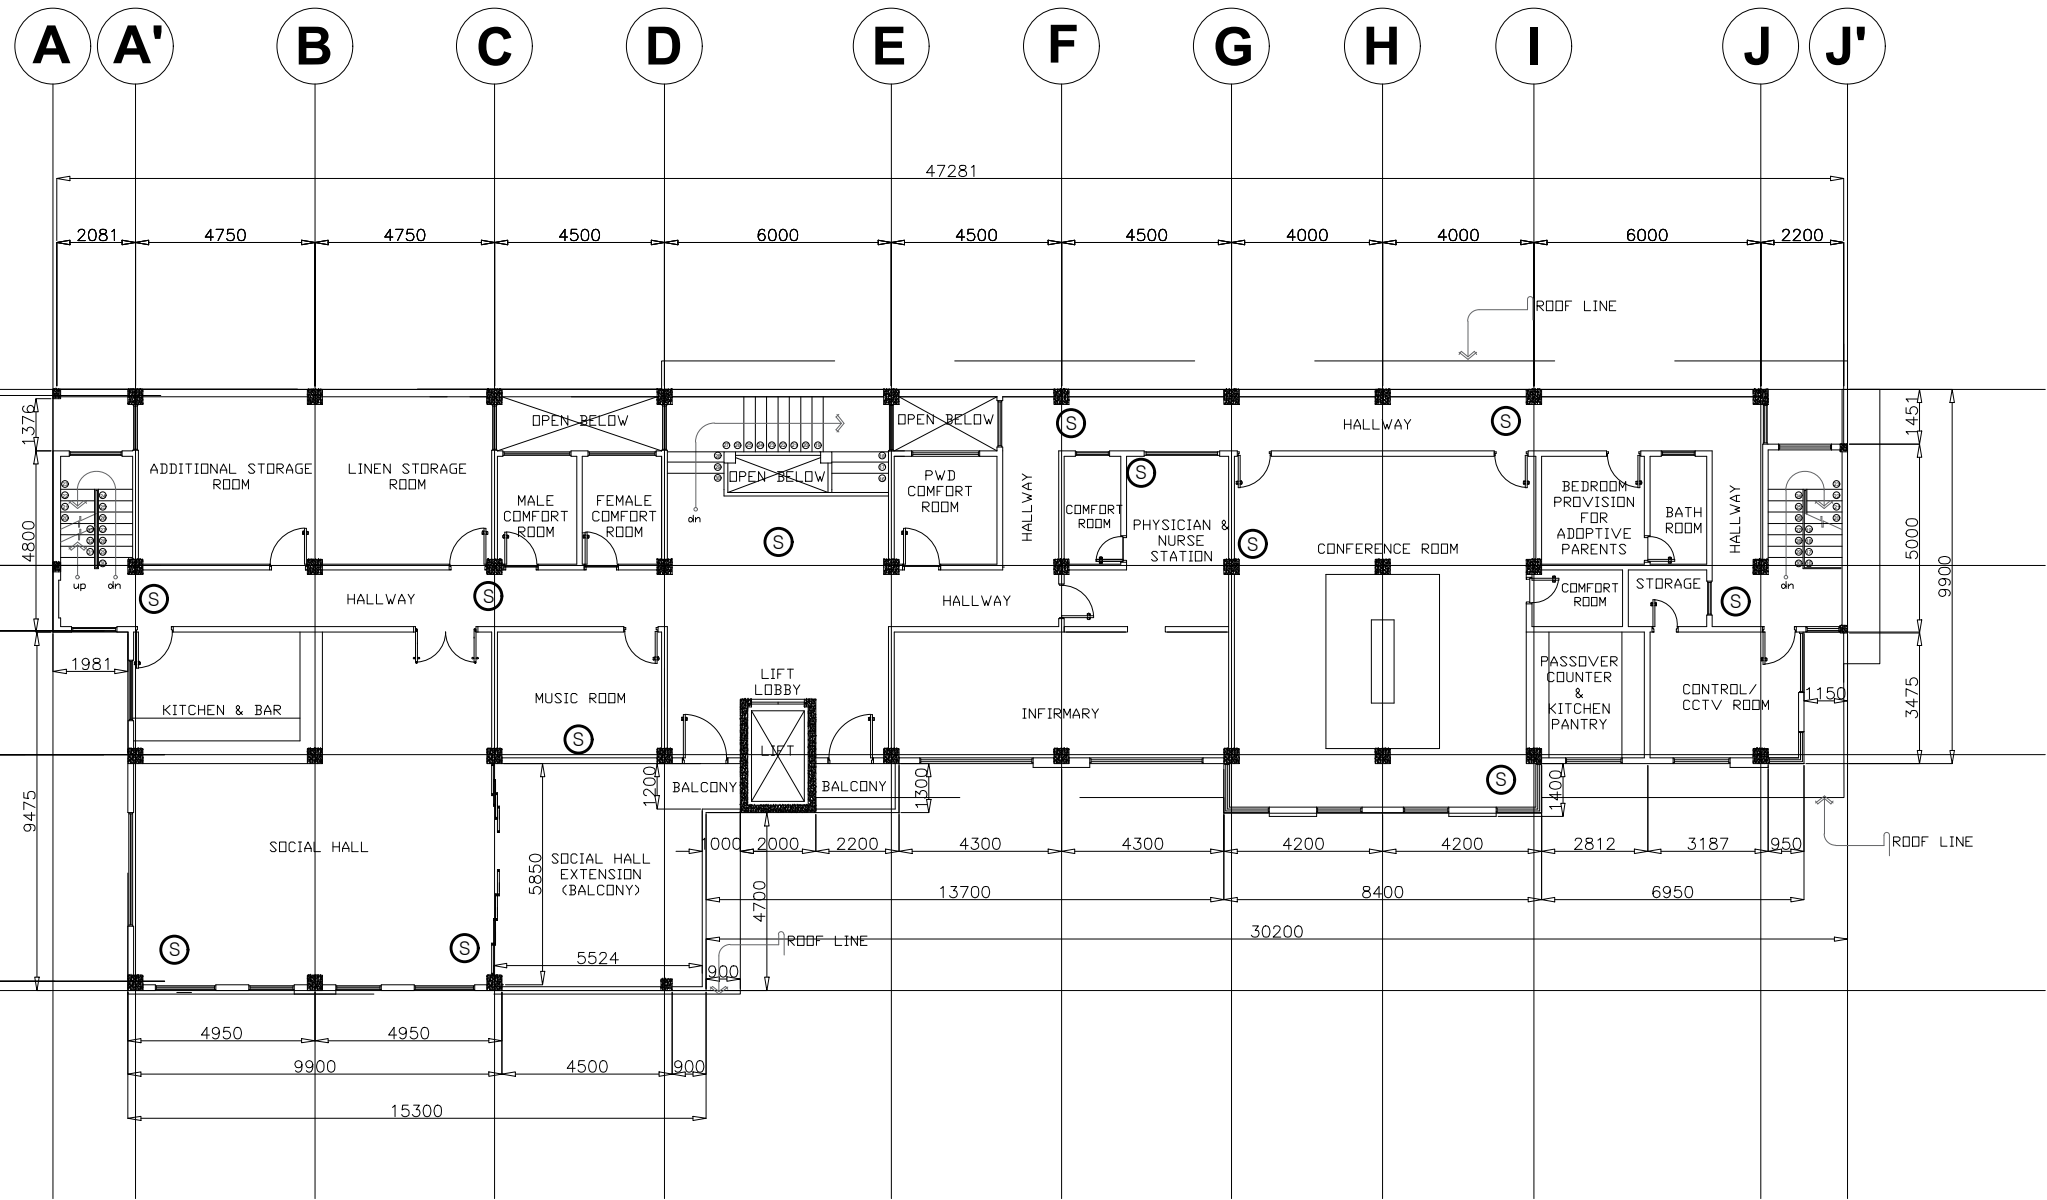 A A' B C D E F G H I J J'
47281
2081 4750 4750 4500 6000 4500 4500 4000 4000 6000 2200
ROOF LINE
1376
OPEN BELOW
OPEN BELOW
HALLWAY
1451
S
S
ADDITIONAL STORAGE
ROOM
LINEN STORAGE
ROOM
OPEN BELOW
PWD
COMFORT
ROOM
S
MALE
COMFORT
ROOM
FEMALE
COMFORT
ROOM
dn
HALLWAY
COMFORT
ROOM
PHYSICIAN &
NURSE
STATION
BEDROOM
PROVISION
FOR
ADOPTIVE
PARENTS
BATH
ROOM
HALLWAY
4800
5000
9900
S
S
CONFERENCE ROOM
up
dn
dn
COMFORT
ROOM
STORAGE
S
HALLWAY
S
HALLWAY
S
1981
LIFT
LOBBY
PASSOVER
COUNTER
&
KITCHEN
PANTRY
CONTROL/
CCTV ROOM
1150
3475
KITCHEN & BAR
MUSIC ROOM
INFIRMARY
S
LIFT
1200
BALCONY
BALCONY
1300
S
1400
9475
SOCIAL HALL
5850
SOCIAL HALL
EXTENSION
(BALCONY)
1000 2000 2200 4300 4300 4200 4200 2812 3187 950
ROOF LINE
4700
13700 8400 6950
S
S
ROOF LINE
30200
5524
900
4950 4950
9900 4500 900
15300